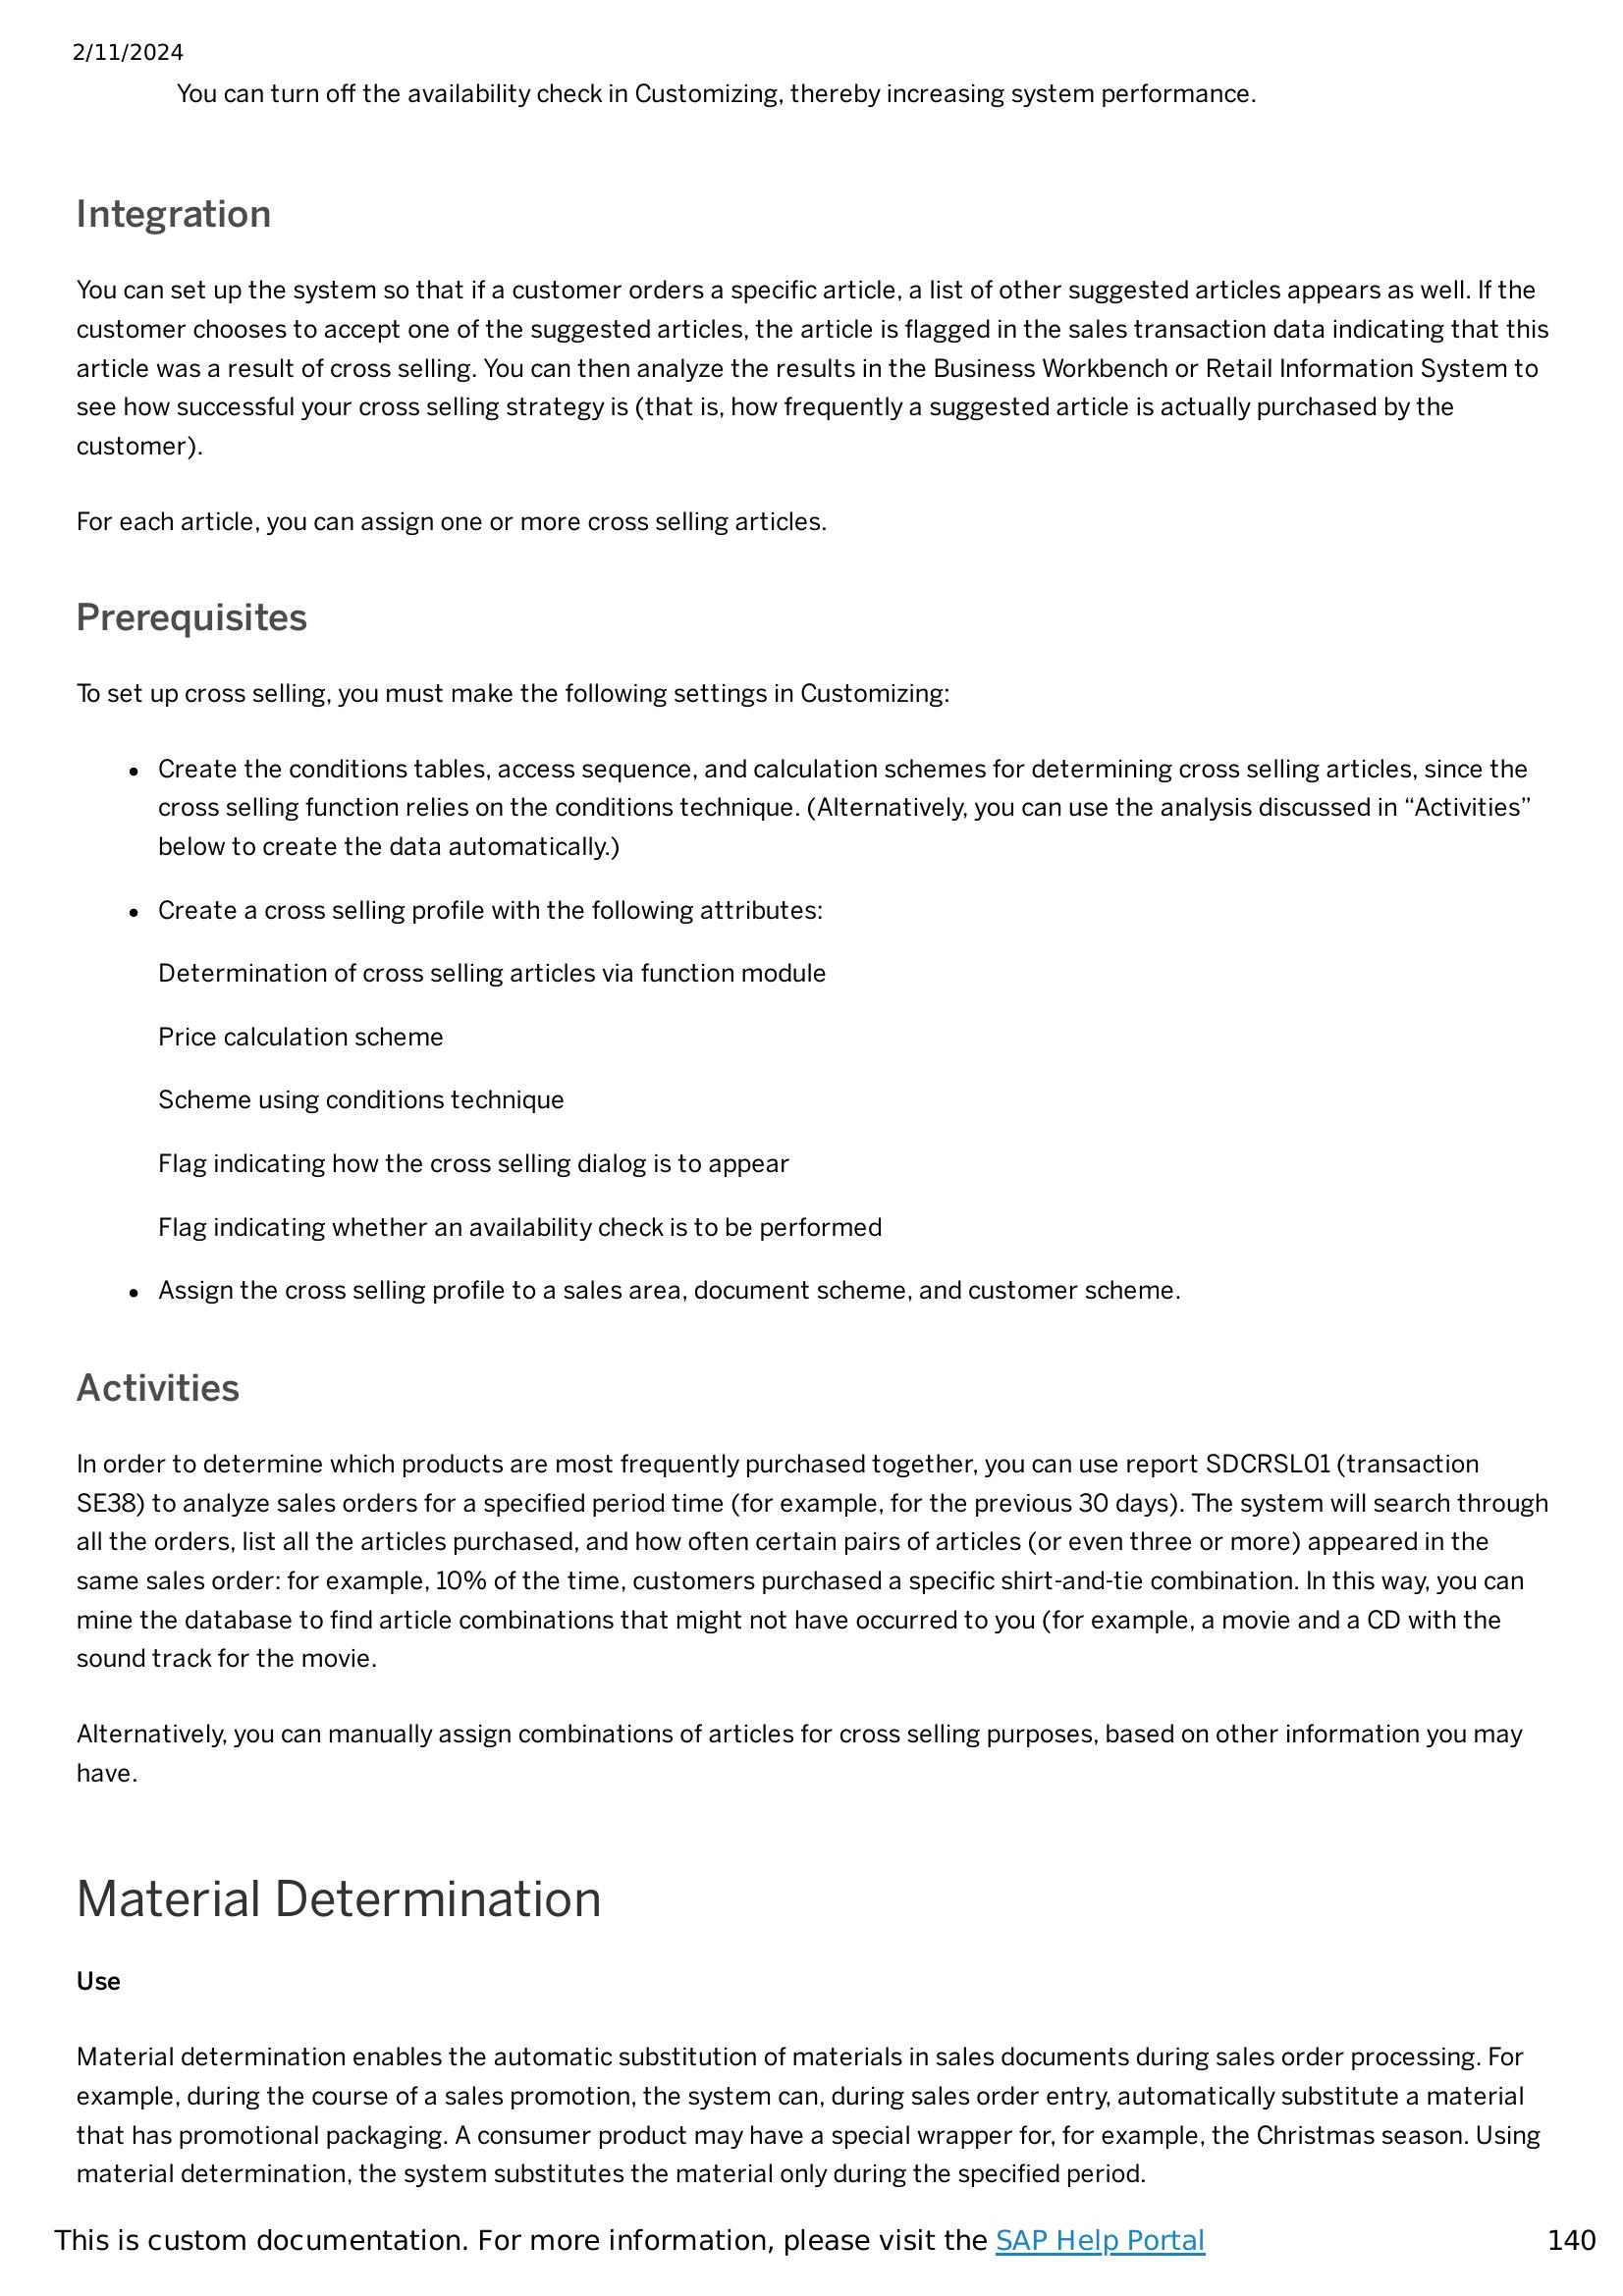 2/11/2024
You can turn off the availability check in Customizing, thereby increasing system performance.
Integration
You can set up the system so that if a customer orders a specific article, a list of other suggested articles appears as well. If the
customer chooses to accept one of the suggested articles, the article is flagged in the sales transaction data indicating that this
article was a result of cross selling. You can then analyze the results in the Business Workbench or Retail Information System to
see how successful your cross selling strategy is (that is, how frequently a suggested article is actually purchased by the
customer).
For each article, you can assign one or more cross selling articles.
Prerequisites
To set up cross selling, you must make the following settings in Customizing:
• Create the conditions tables, access sequence, and calculation schemes for determining cross selling articles, since the
cross selling function relies on the conditions technique. (Alternatively, you can use the analysis discussed in “Activities”
below to create the data automatically.)
• Create a cross selling profile with the following attributes:
Determination of cross selling articles via function module
Price calculation scheme
Scheme using conditions technique
Flag indicating how the cross selling dialog is to appear
Flag indicating whether an availability check is to be performed
• Assign the cross selling profile to a sales area, document scheme, and customer scheme.
Activities
In order to determine which products are most frequently purchased together, you can use report SDCRSL01 (transaction
SE38) to analyze sales orders for a specified period time (for example, for the previous 30 days). The system will search through
all the orders, list all the articles purchased, and how often certain pairs of articles (or even three or more) appeared in the
same sales order: for example, 10% of the time, customers purchased a specific shirt-and-tie combination. In this way, you can
mine the database to find article combinations that might not have occurred to you (for example, a movie and a CD with the
sound track for the movie.
Alternatively, you can manually assign combinations of articles for cross selling purposes, based on other information you may
have.
Material Determination
Use
Material determination enables the automatic substitution of materials in sales documents during sales order processing. For
example, during the course of a sales promotion, the system can, during sales order entry, automatically substitute a material
that has promotional packaging. A consumer product may have a special wrapper for, for example, the Christmas season. Using
material determination, the system substitutes the material only during the specified period.
This is custom documentation. For more information, please visit the SAP Help Portal 140